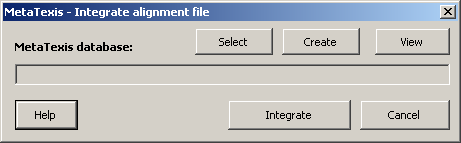 MetaTexis - Integrate alignment file
MetaTexis database:
Select
Create
View
Help
Integrate
Cancel